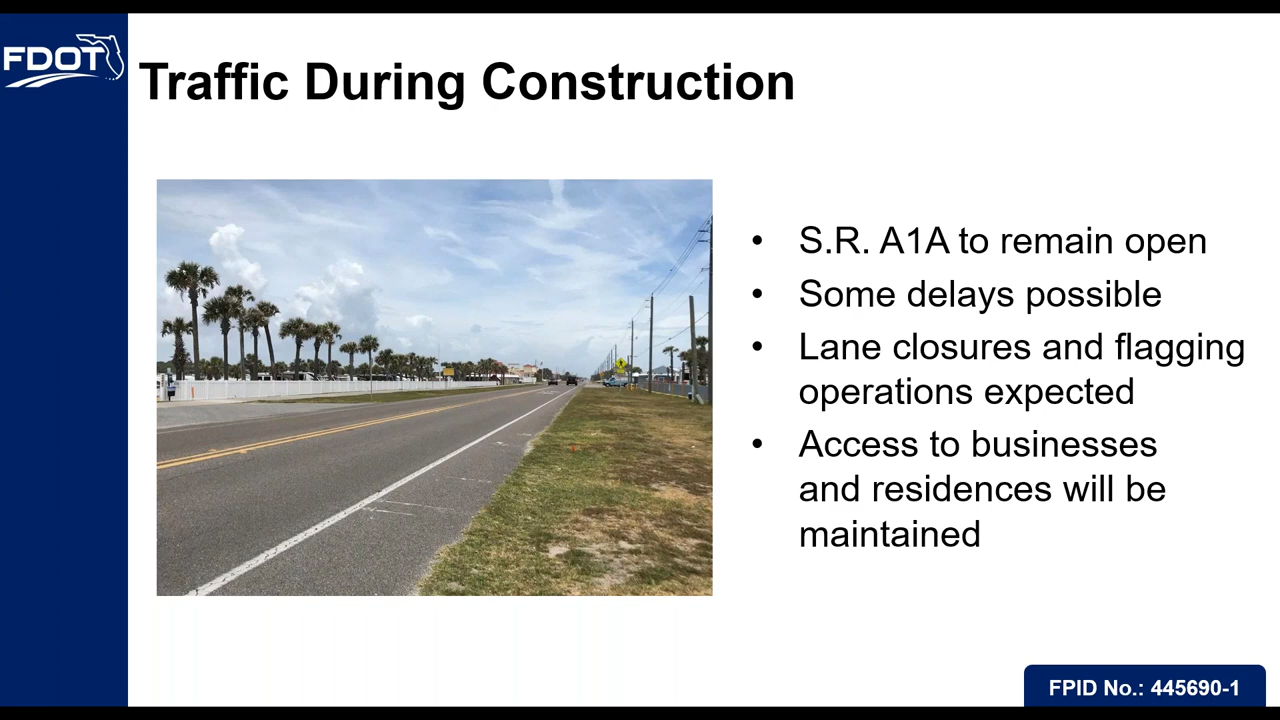 FDOT
Traffic During Construction
• S.R. A1A to remain open
• Some delays possible
• Lane closures and flagging
operations expected
• Access to businesses
and residences will be
maintained
FPID No.: 445690-1